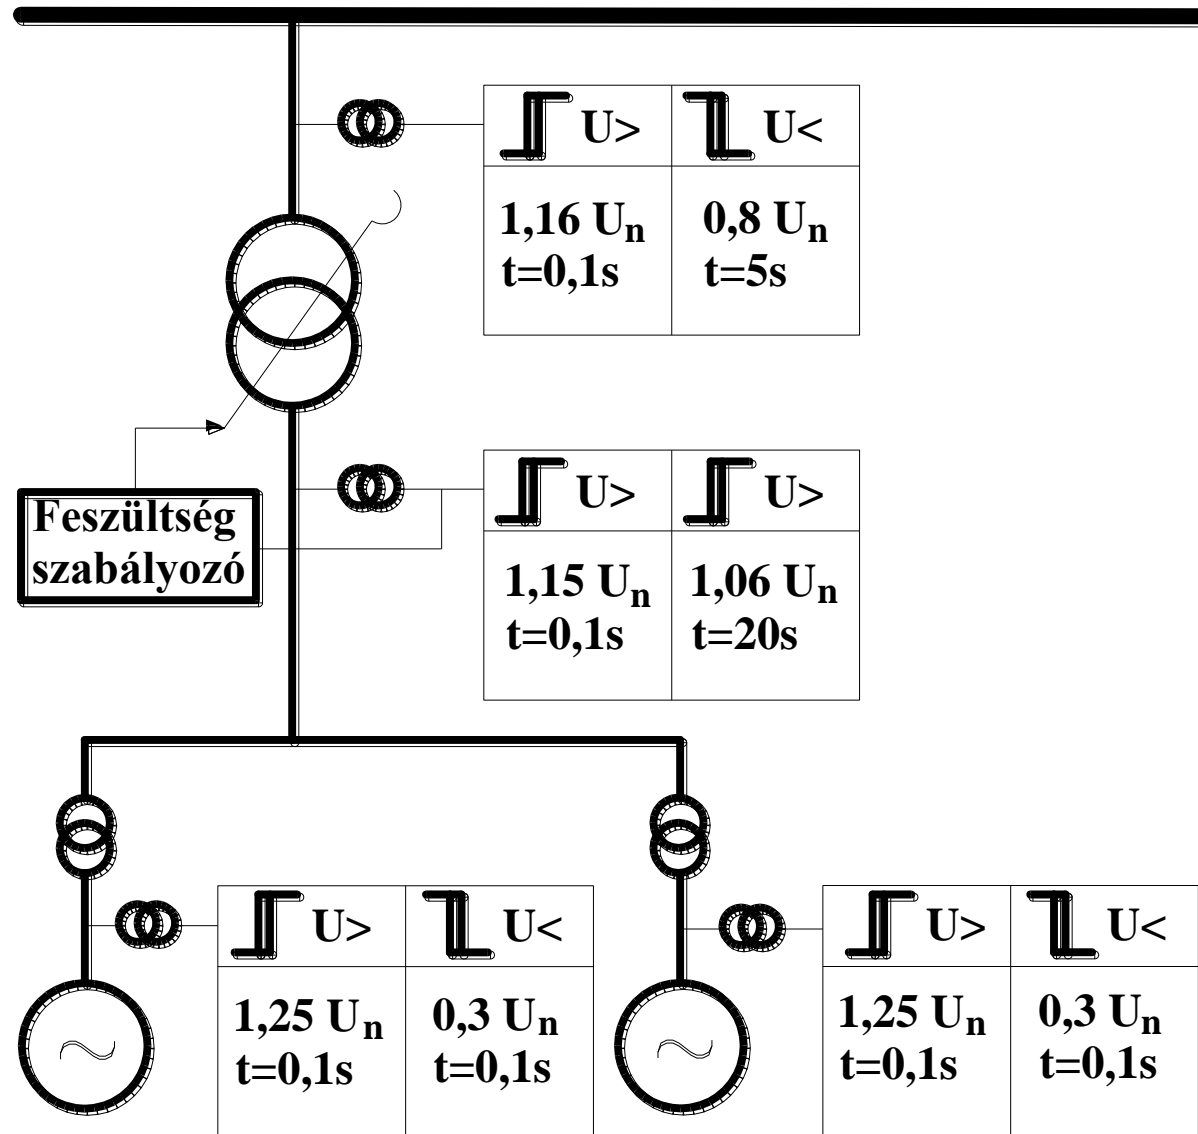 U> U<
1,16 Un 0,8 Un
t=0,1s t=5s
Feszültség
szabályozó
U> U>
1,15 Un 1,06 Un
t=0,1s t=20s
U> U< U> U<
1,25 Un 0,3 Un 1,25 Un 0,3 Un
t=0,1s t=0,1s t=0,1s t=0,1s